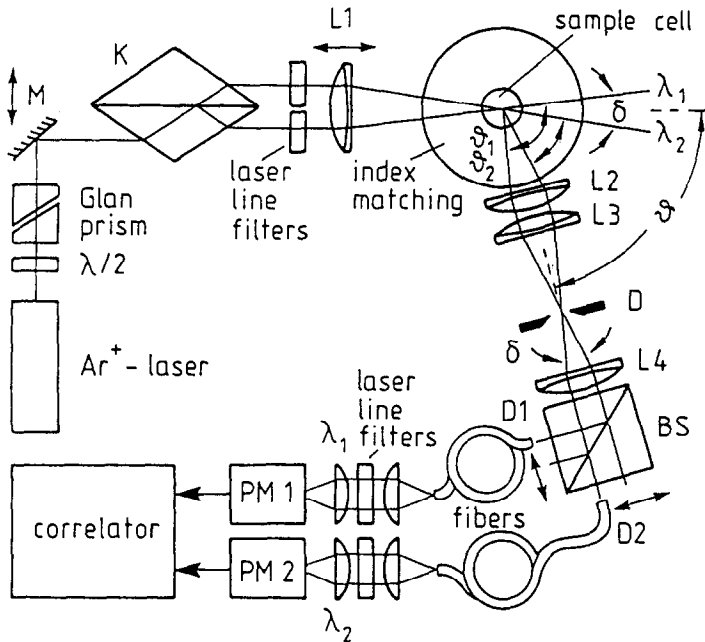 L1
K
sample cell
M
λ1
δ
λ2
ϑ1
ϑ2
laser
line
filters
index
matching
L2
L3
ϑ
Glan
prism
λ/2
Ar+ - laser
D
δ
L4
BS
laser
line
filters
λ1
D1
fibers
D2
correlator
PM 1
PM 2
λ2